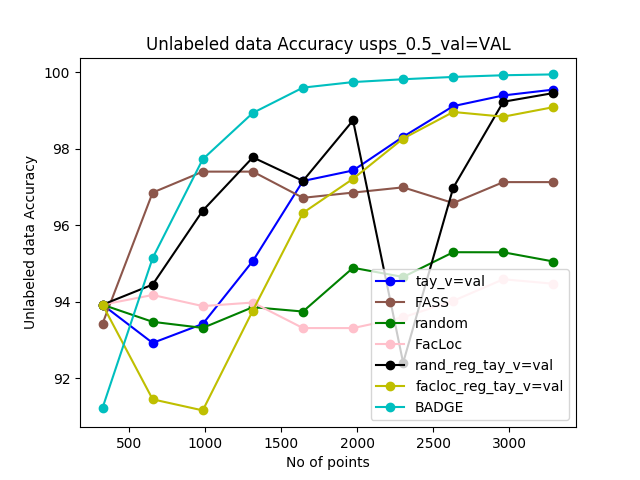 Unlabeled data Accuracy usps_0.5_val=VAL
Unlabeled data Accuracy
100
98
96
94
92
500
1000
1500
2000
2500
3000
No of points
tay_v=val
FASS
random
FacLoc
rand_reg_tay_v=val
facloc_reg_tay_v=val
BADGE